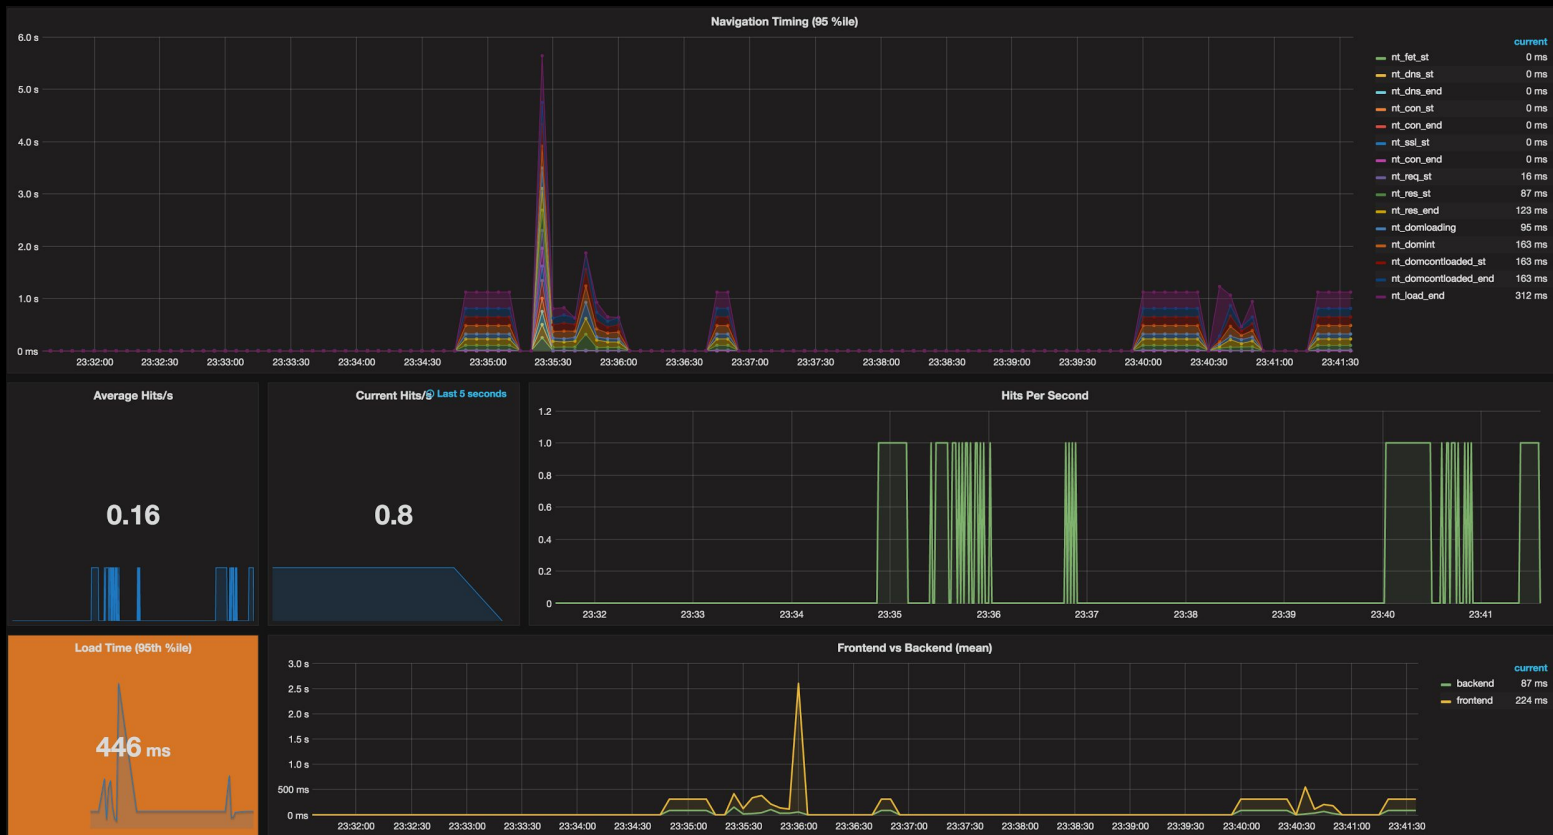 Navigation Timing (95 %ile)
6.0 s
5.0 s
4.0 s
3.0 s
2.0 s
1.0 s
0 ms
23:32:00 23:32:30 23:33:00 23:33:30 23:34:00 23:34:30 23:35:00 23:35:30 23:36:00 23:36:30 23:37:00 23:37:30 23:38:00 23:38:30 23:39:00 23:39:30 23:40:00 23:40:30 23:41:00 23:41:30
current
nt_fet_st 0 ms
nt_dns_st 0 ms
nt_dns_end 0 ms
nt_con_st 0 ms
nt_con_end 0 ms
nt_ssl_st 0 ms
nt_con_end 0 ms
nt_req_st 16 ms
nt_res_st 87 ms
nt_res_end 123 ms
nt_domloading 95 ms
nt_domint 163 ms
nt_domcontloaded_st 163 ms
nt_domcontloaded_end 163 ms
nt_load_end 312 ms
Average Hits/s
0.16
Current Hits/s Last 5 seconds
0.8
Hits Per Second
1.2
1.0
0.8
0.6
0.4
0.2
0
23:32 23:33 23:34 23:35 23:36 23:37 23:38 23:39 23:40 23:41
Load Time (95th %ile)
446 ms
Frontend vs Backend (mean)
3.0 s
2.5 s
2.0 s
1.5 s
1.0 s
500 ms
0 ms
23:32:00 23:32:30 23:33:00 23:33:30 23:34:00 23:34:30 23:35:00 23:35:30 23:36:00 23:36:30 23:37:00 23:37:30 23:38:00 23:38:30 23:39:00 23:39:30 23:40:00 23:40:30 23:41:00 23:41:30
current
backend 87 ms
frontend 224 ms